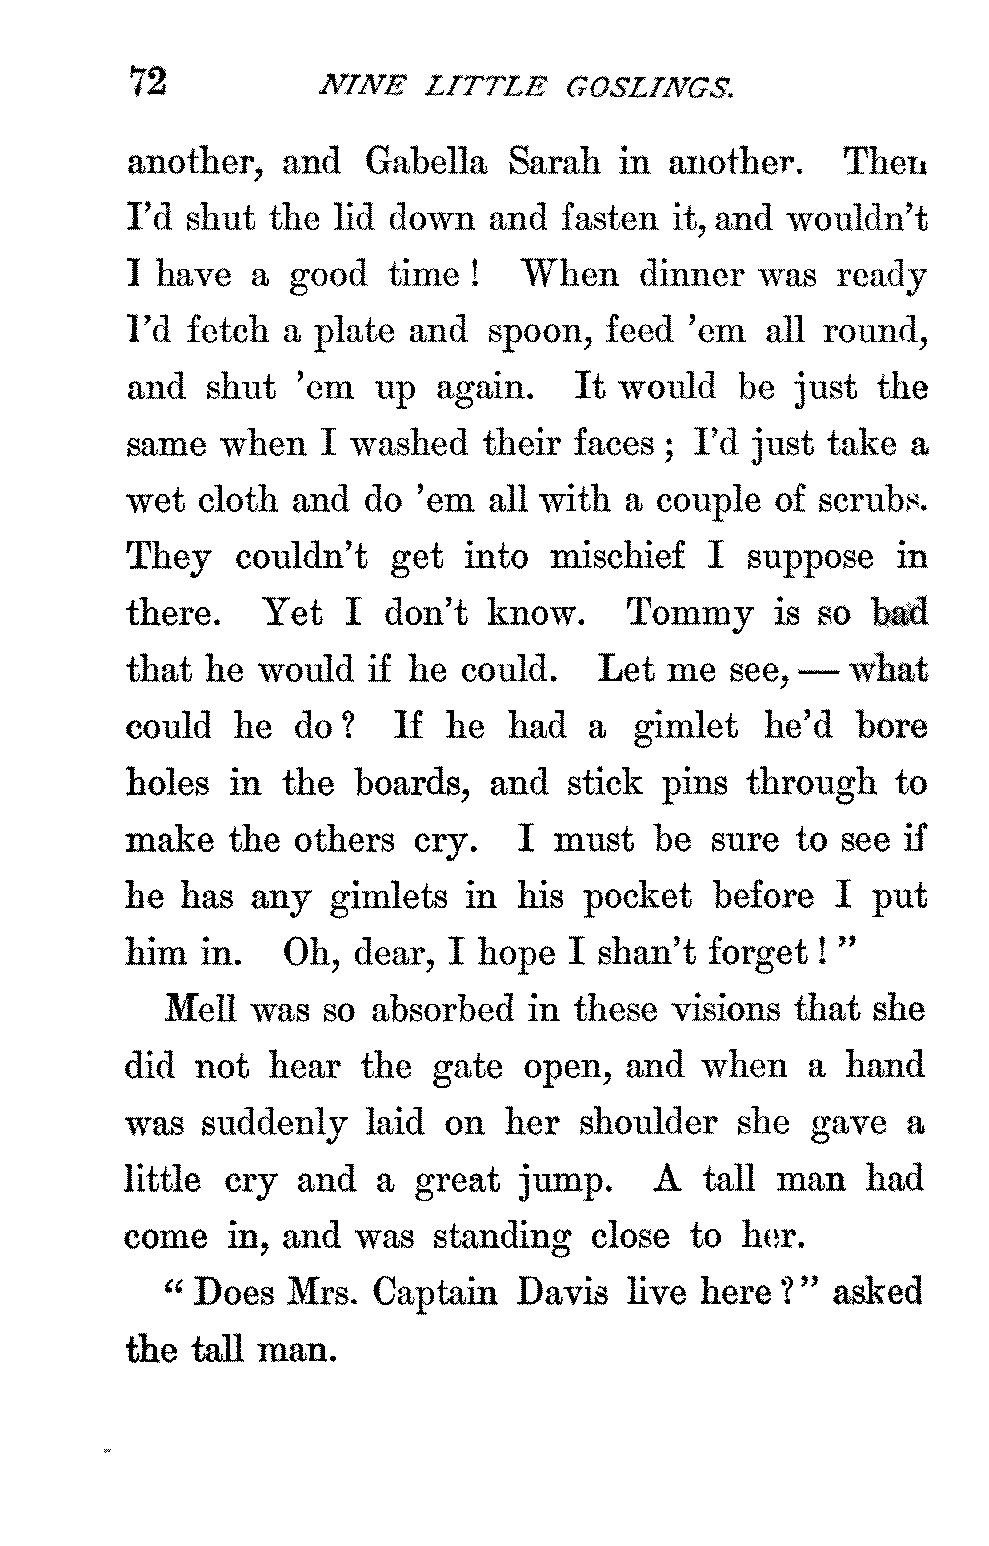 72 NINE LITTLE GOSLINGS.
another, and Gabella Sarah in another. Then
I'd shut the lid down and fasten it, and wouldn't
I have a good time! When dinner was ready
I'd fetch a plate and spoon, feed 'em all round,
and shut 'em up again. It would be just the
same when I washed their faces; I'd just take a
wet cloth and do 'em all with a couple of scrubs.
They couldn't get into mischief I suppose in
there. Yet I don't know. Tommy is so bad
that he would if he could. Let me see, — what
could he do? If he had a gimlet he'd bore
holes in the boards, and stick pins through to
make the others cry. I must be sure to see if
he has any gimlets in his pocket before I put
him in. Oh, dear, I hope I shan't forget!"
Mell was so absorbed in these visions that she
did not hear the gate open, and when a hand
was suddenly laid on her shoulder she gave a
little cry and a great jump. A tall man had
come in, and was standing close to her.
"Does Mrs. Captain Davis live here?" asked
the tall man.